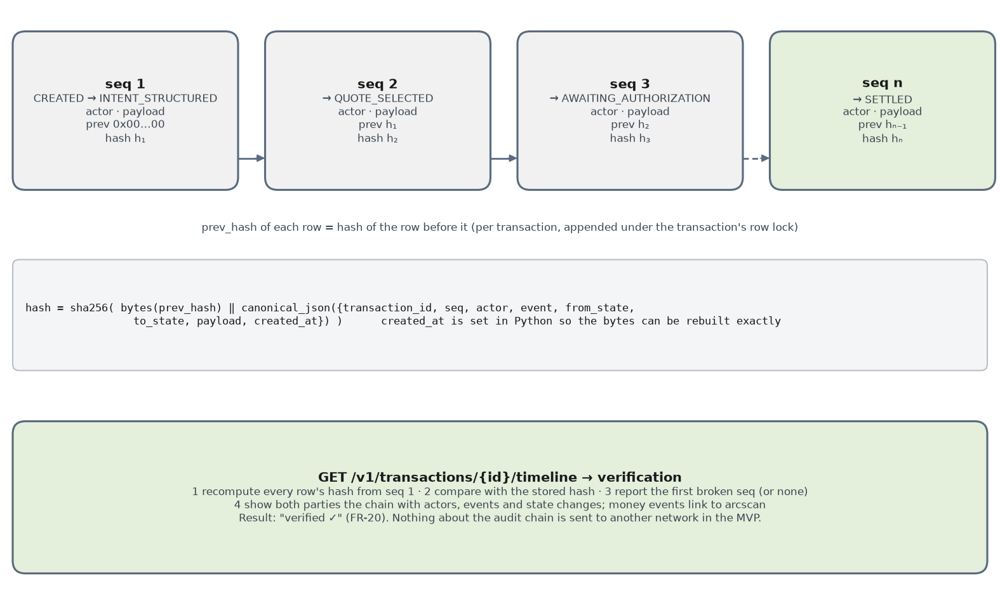 seq 1
CREATED → INTENT_STRUCTURED
actor · payload
prev 0x00…00
hash h₁
seq 2
→ QUOTE_SELECTED
actor · payload
prev h₁
hash h₂
seq 3
→ AWAITING_AUTHORIZATION
actor · payload
prev h₂
hash h₃
seq n
→ SETTLED
actor · payload
prev hₙ₋₁
hash hₙ
prev_hash of each row = hash of the row before it (per transaction, appended under the transaction's row lock)
hash = sha256( bytes(prev_hash) ‖ canonical_json({transaction_id, seq, actor, event, from_state,
to_state, payload, created_at}) )      created_at is set in Python so the bytes can be rebuilt exactly
GET /v1/transactions/{id}/timeline → verification
1 recompute every row's hash from seq 1 · 2 compare with the stored hash · 3 report the first broken seq (or none)
4 show both parties the chain with actors, events and state changes; money events link to arcscan
Result: "verified ✓" (FR-20). Nothing about the audit chain is sent to another network in the MVP.